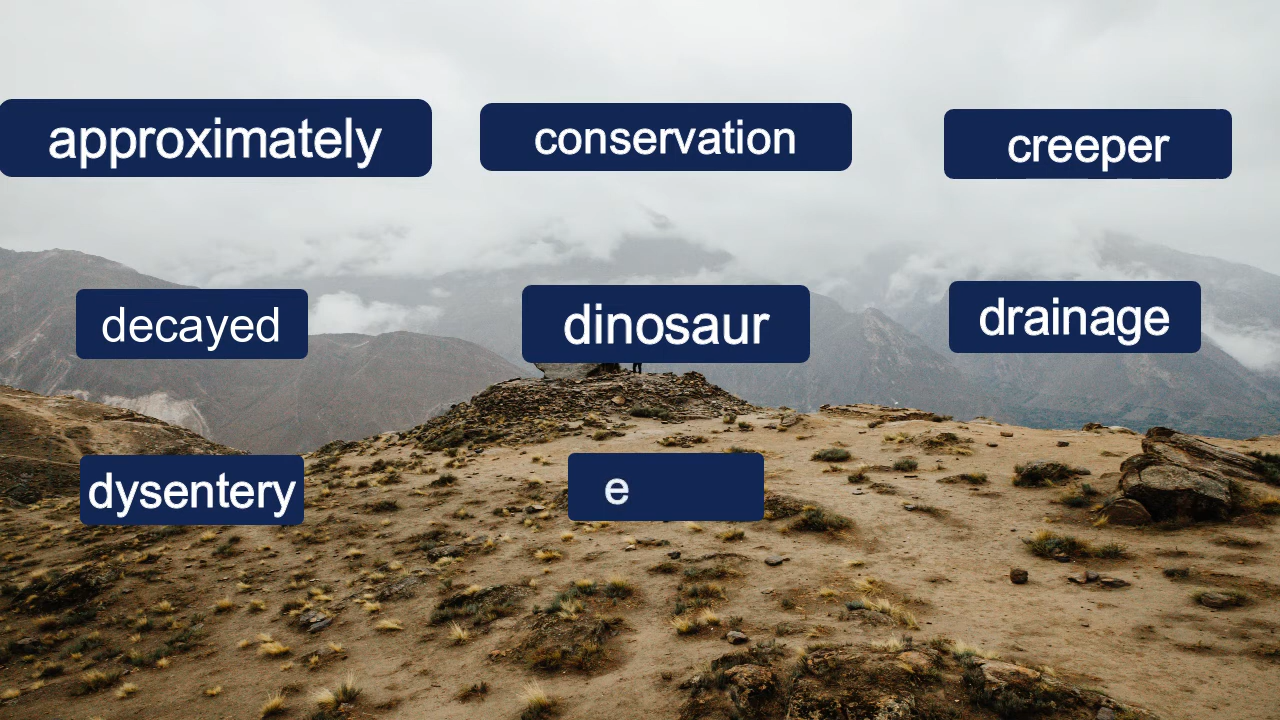 approximately conservation creeper
decayed dinosaur drainage
dysentery e